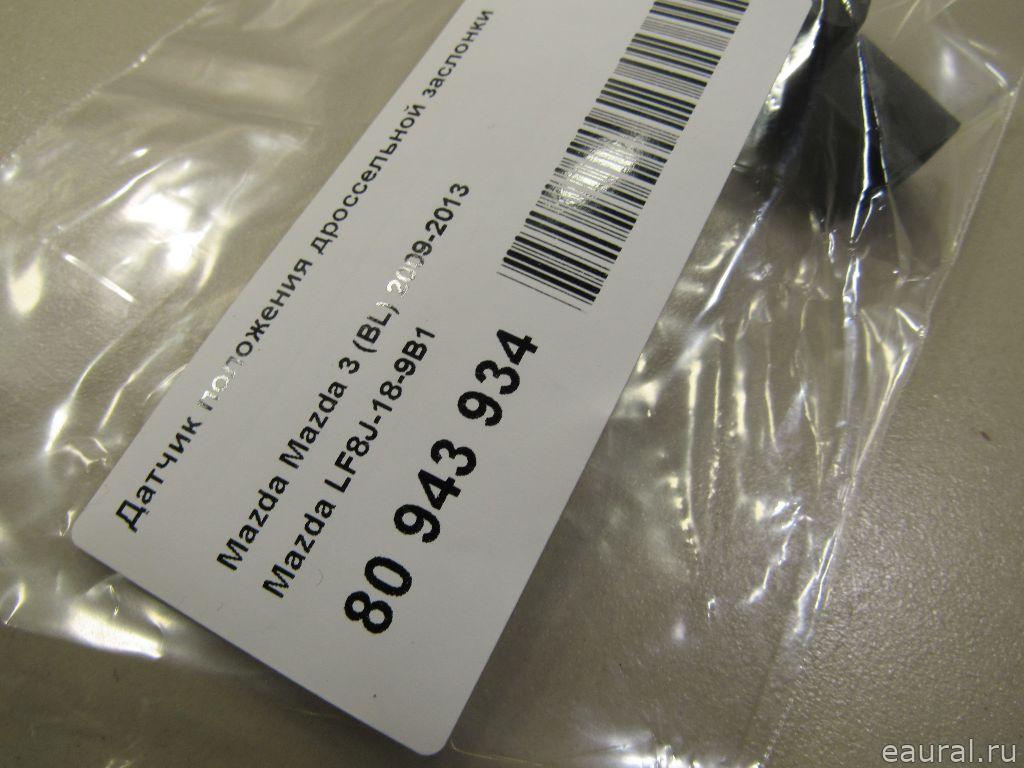 Датчик положения дроссельной заслонки
Mazda Mazda 3 (BL) 2009-2013
Mazda LF8J-18-9B1
80 943 934
eaural.ru